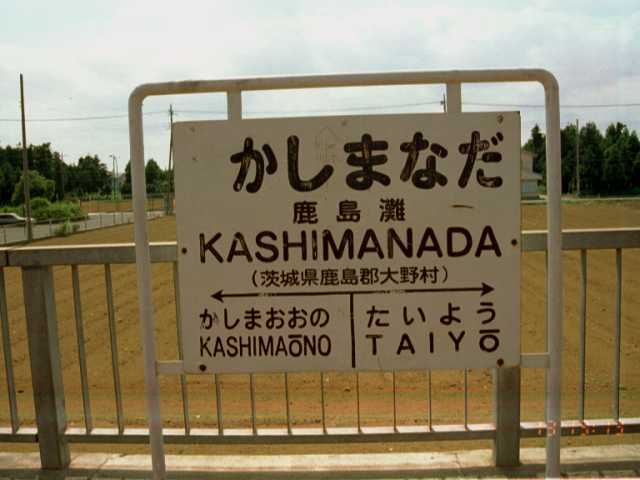 かしまなだ
鹿島灘
KASHIMANADA
(茨城県鹿島郡大野村)
かしまおおの たいよう
KASHIMAŌNO TAIYŌ